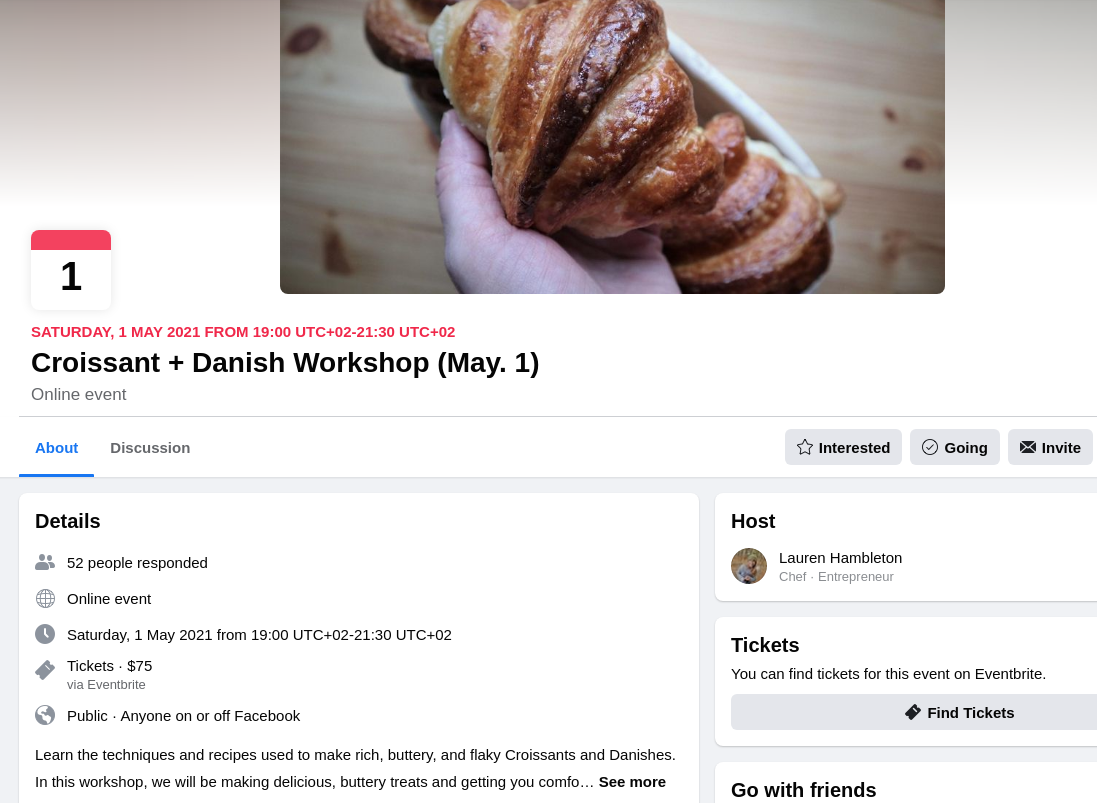 1
SATURDAY, 1 MAY 2021 FROM 19:00 UTC+02-21:30 UTC+02
Croissant + Danish Workshop (May. 1)
Online event
About
Discussion
Interested
Going
Invite
Details
52 people responded
Online event
Saturday, 1 May 2021 from 19:00 UTC+02-21:30 UTC+02
Tickets · $75
via Eventbrite
Public · Anyone on or off Facebook
Learn the techniques and recipes used to make rich, buttery, and flaky Croissants and Danishes.
In this workshop, we will be making delicious, buttery treats and getting you comfo… See more
Host
Lauren Hambleton
Chef · Entrepreneur
Tickets
You can find tickets for this event on Eventbrite.
Find Tickets
Go with friends